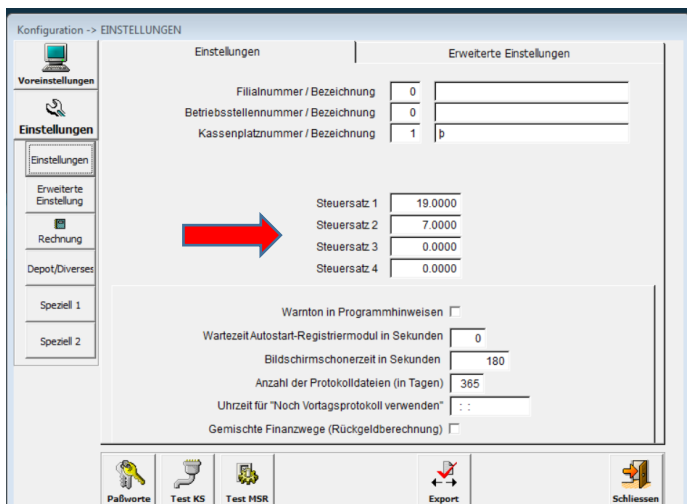 Konfiguration -> EINSTELLUNGEN
Voreinstellungen
Einstellungen
Einstellungen
Erweiterte
Einstellung
Rechnung
Depot/Diverses
Speziell 1
Speziell 2
Einstellungen
Erweiterte Einstellungen
Filialnummer / Bezeichnung 0
Betriebsstellennummer / Bezeichnung 0
Kassenplatznummer / Bezeichnung 1 þ
Steuersatz 1 19.0000
Steuersatz 2 7.0000
Steuersatz 3 0.0000
Steuersatz 4 0.0000
Warnton in Programmhinweisen
Wartezeit Autostart-Registriermodul in Sekunden 0
Bildschirmschonerzeit in Sekunden 180
Anzahl der Protokolldateien (in Tagen) 365
Uhrzeit für "Noch Vortagsprotokoll verwenden" : :
Gemischte Finanzwege (Rückgeldberechnung)
Paßworte
Test KS
Test MSR
Export
Schliessen